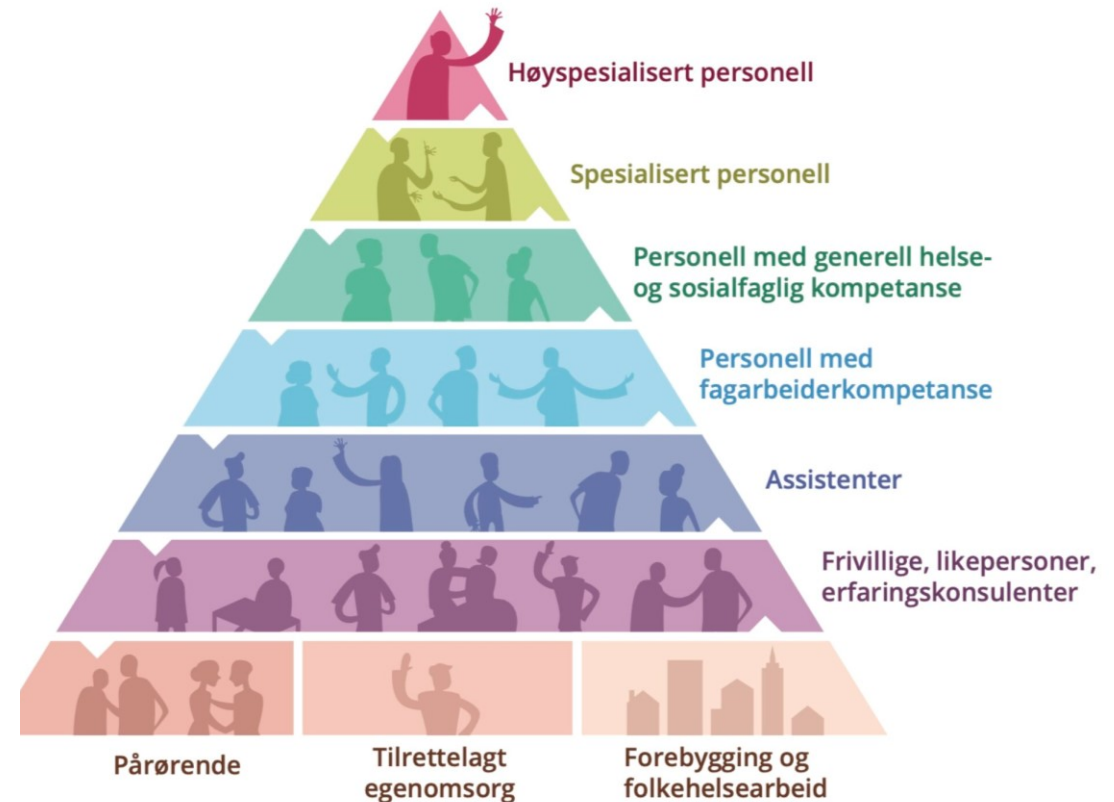 Høyspesialisert personell
Spesialisert personell
Personell med generell helse-
og sosialfaglig kompetanse
Personell med
fagarbeiderkompetanse
Assistenter
Frivillige, likepersoner,
erfaringskonsulenter
Pårørende
Tilrettelagt
egenomsorg
Forebygging og
folkehelsearbeid